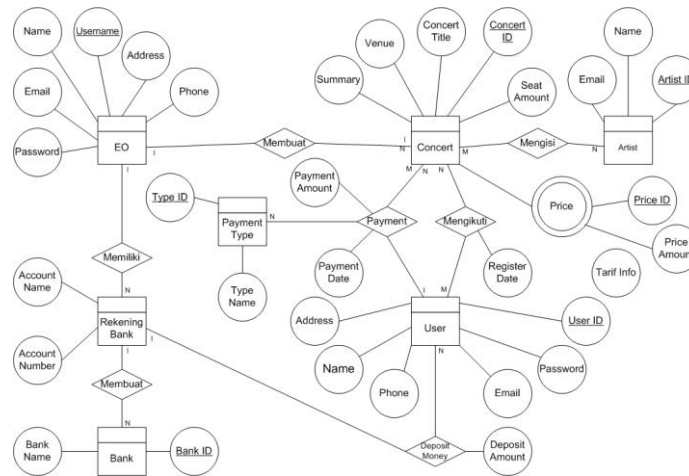 Name
Username
Address
Email
Phone
Password
EO
I
I
Membuat
Summary
Venue
Concert
Title
Concert
ID
Seat
Amount
Concert
I
N
M
M
N
N
Mengisi
N
Name
Email
Artist ID
Artist
Type ID
Payment
Type
N
Type
Name
Payment
Amount
Payment
Payment
Date
Mengikuti
Register
Date
Price
Price ID
Price
Amount
Tarif Info
Memiliki
N
Account
Name
Account
Number
Rekening
Bank
I
I
Membuat
N
Bank
Name
Bank
Bank ID
I
M
User
N
Address
Name
Phone
Email
Password
User ID
Deposit
Money
Deposit
Amount